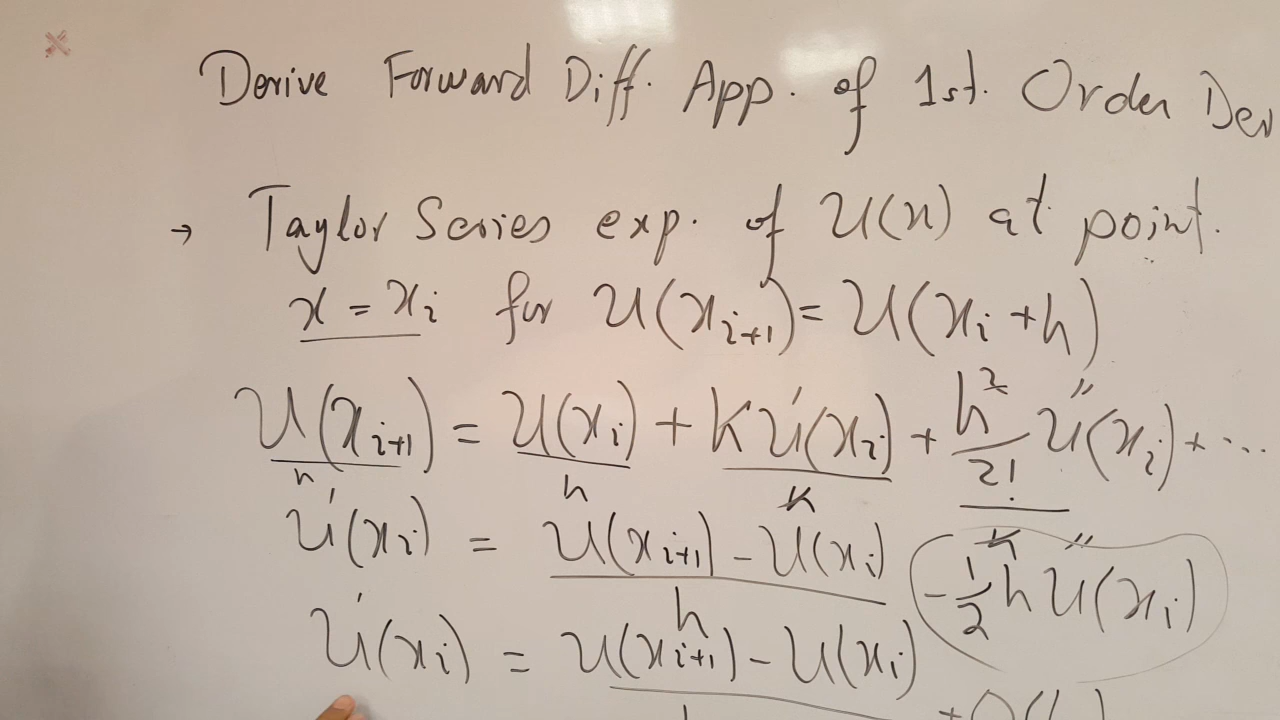 Derive Forward Diff. App. of 1st. Order Der
→ Taylor Series exp. of U(x) at point.
x = xᵢ for U(xᵢ₊₁) = U(xᵢ + h)
U(xᵢ₊₁)/h = U(xᵢ)/h + h U'(xᵢ)/h + h²/2! U''(xᵢ)/h + ...
U'(xᵢ) = (U(xᵢ₊₁) - U(xᵢ))/h - 1/2 h U''(xᵢ)
U'(xᵢ) = (U(xᵢ₊₁) - U(xᵢ))/h + O(h)